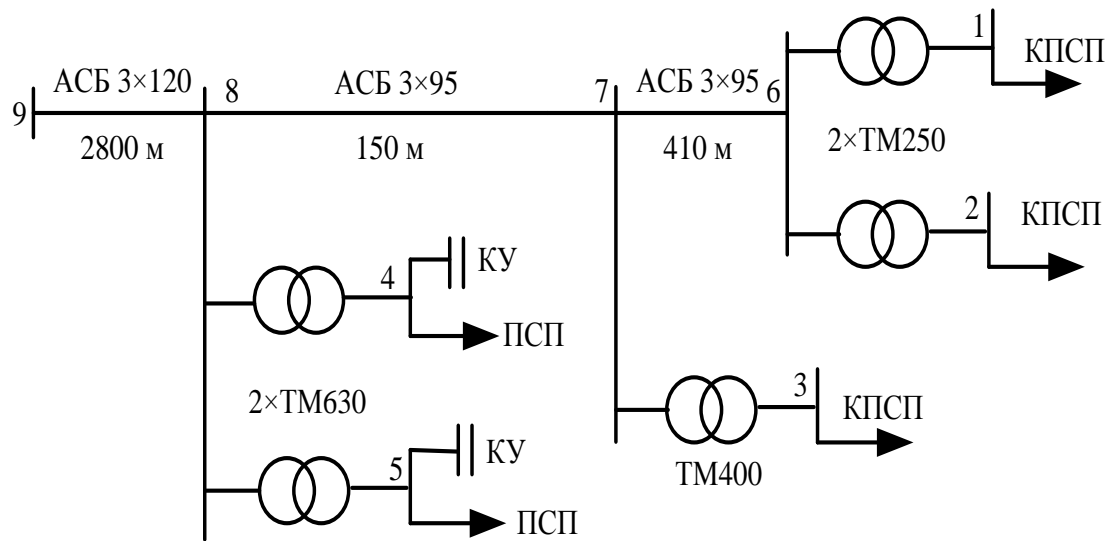 1
КПСП
АСБ 3×120
8
АСБ 3×95
7
АСБ 3×95
6
9
2800 м
150 м
410 м
2×ТМ250
2
КПСП
4
КУ
ПСП
2×ТМ630
3
КПСП
ТМ400
5
КУ
ПСП